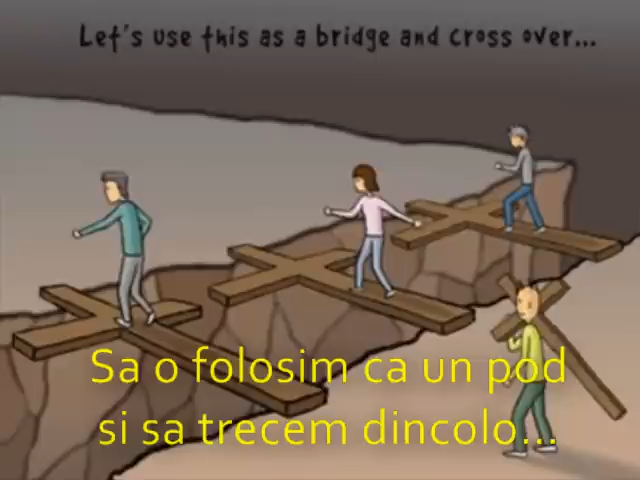 Let's use this as a bridge and cross over...
Sa o folosim ca un pod
si sa trecem dincolo...